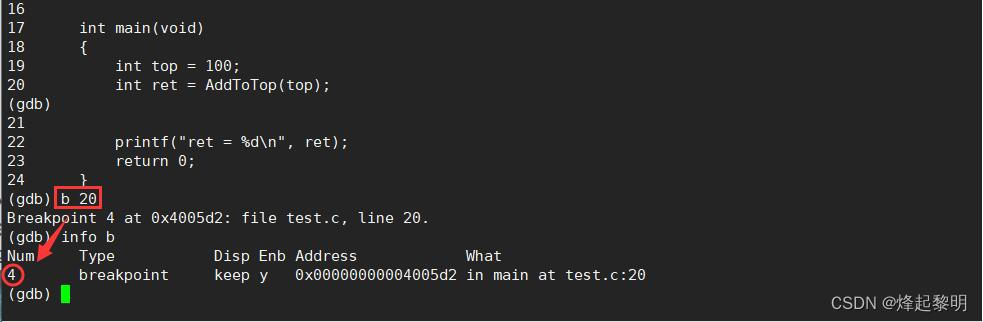 16
17      int main(void)
18      {
19          int top = 100;
20          int ret = AddToTop(top);
(gdb)
21
22          printf("ret = %d\n", ret);
23          return 0;
24      }
(gdb) b 20
Breakpoint 4 at 0x4005d2: file test.c, line 20.
(gdb) info b
Num     Type           Disp Enb Address            What
4       breakpoint     keep y   0x00000000004005d2 in main at test.c:20
(gdb)
CSDN @烽起黎明